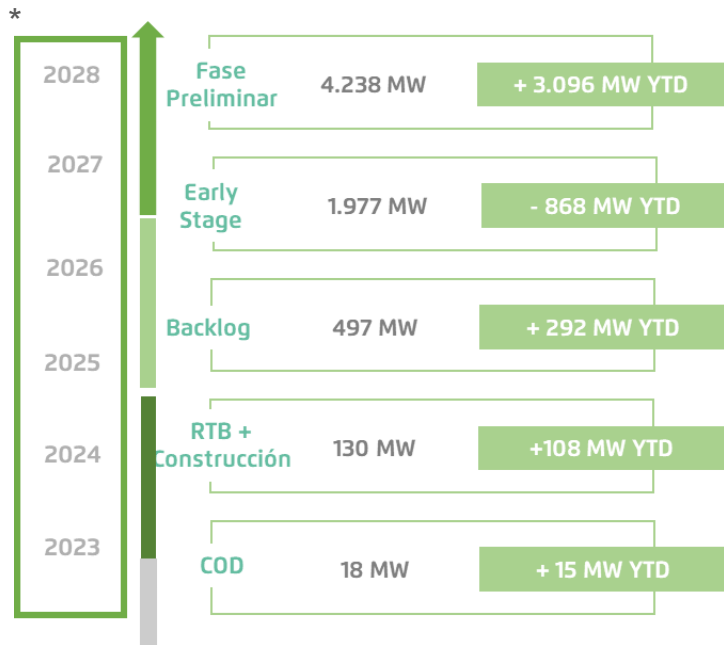 *
2028
Fase
Preliminar
4.238 MW
+ 3.096 MW YTD
2027
Early
Stage
1.977 MW
- 868 MW YTD
2026
Backlog
497 MW
+ 292 MW YTD
2025
RTB +
Construcción
130 MW
+108 MW YTD
2024
2023
COD
18 MW
+ 15 MW YTD